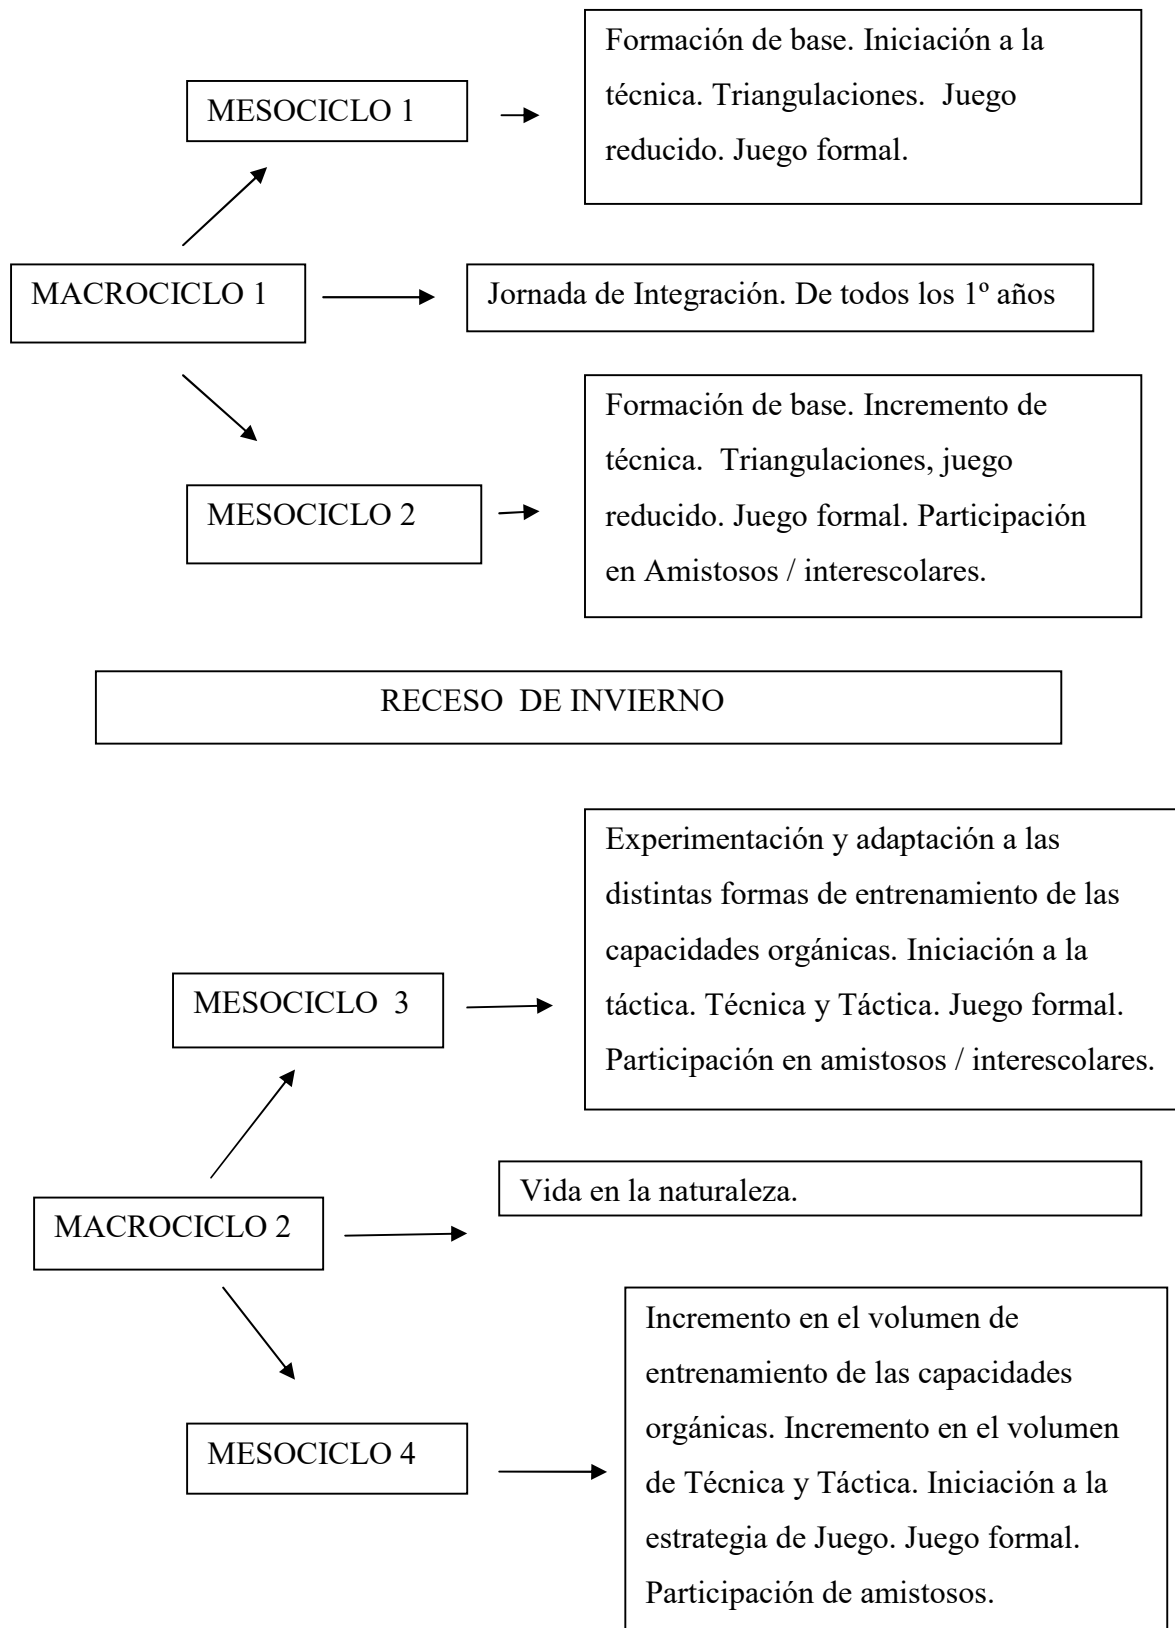 Formación de base. Iniciación a la
técnica. Triangulaciones. Juego
reducido. Juego formal.
MESOCICLO 1
MACROCICLO 1
Jornada de Integración. De todos los 1º años
Formación de base. Incremento de
técnica. Triangulaciones, juego
reducido. Juego formal. Participación
en Amistosos / interescolares.
MESOCICLO 2
RECESO DE INVIERNO
Experimentación y adaptación a las
distintas formas de entrenamiento de las
capacidades orgánicas. Iniciación a la
táctica. Técnica y Táctica. Juego formal.
Participación en amistosos / interescolares.
MESOCICLO 3
Vida en la naturaleza.
MACROCICLO 2
Incremento en el volumen de
entrenamiento de las capacidades
orgánicas. Incremento en el volumen
de Técnica y Táctica. Iniciación a la
estrategia de Juego. Juego formal.
Participación de amistosos.
MESOCICLO 4